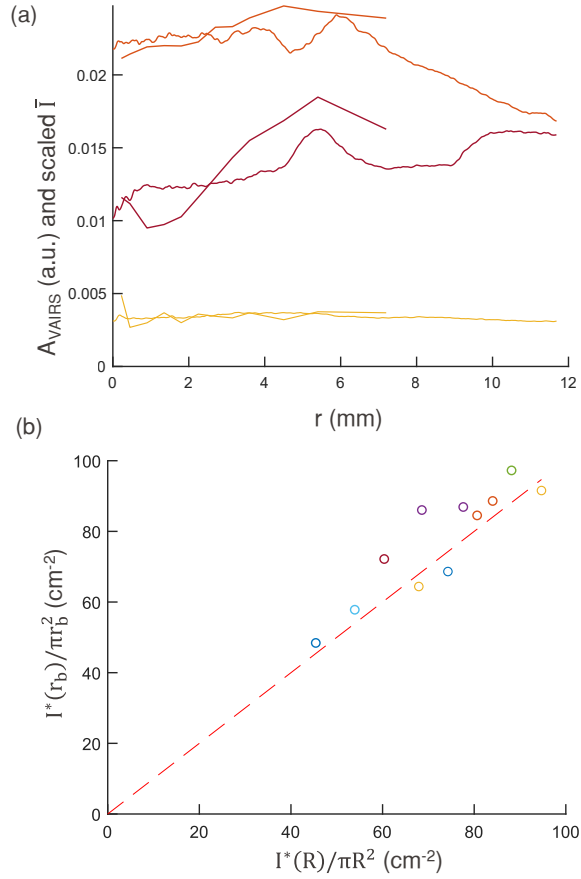 (a)
A_VAIRS (a.u.) and scaled Ī
0.02
0.015
0.01
0.005
0
0 2 4 6 8 10 12
r (mm)
(b)
I*(r_b)/πr_b^2 (cm^-2)
100
80
60
40
20
0
0 20 40 60 80 100
I*(R)/πR^2 (cm^-2)